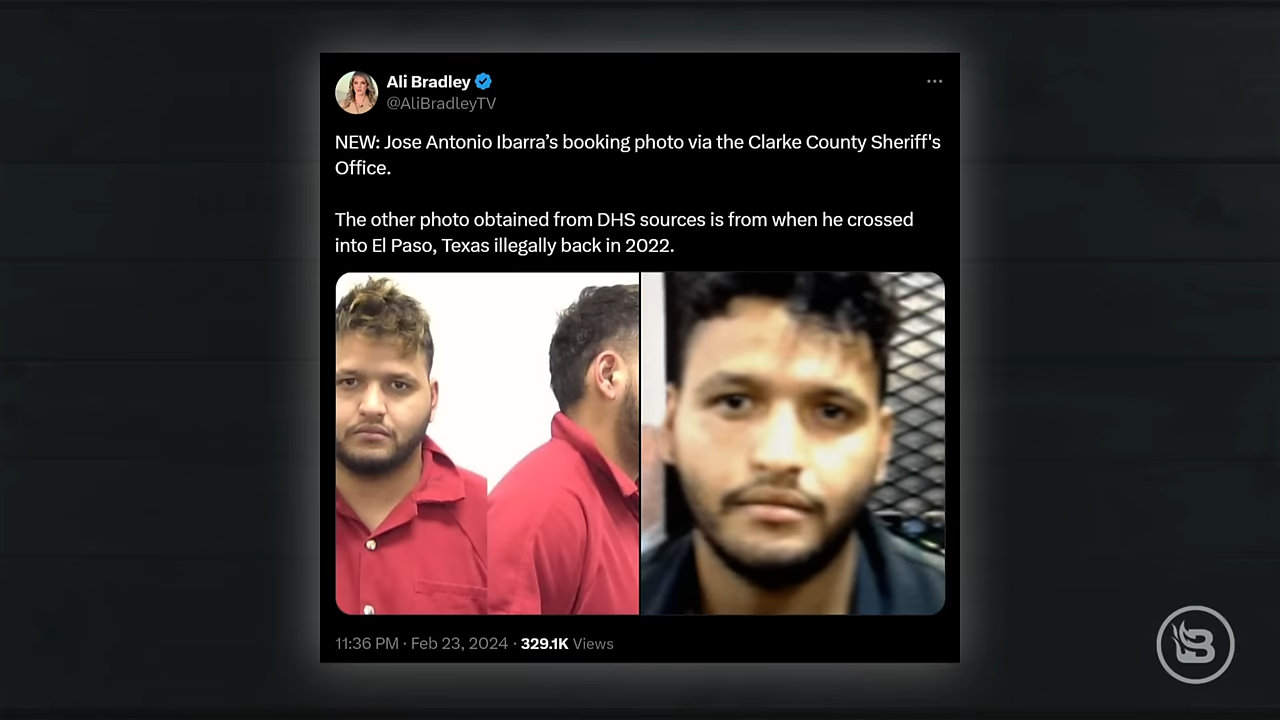 Ali Bradley
@AliBradleyTV
NEW: Jose Antonio Ibarra’s booking photo via the Clarke County Sheriff's
Office.
The other photo obtained from DHS sources is from when he crossed
into El Paso, Texas illegally back in 2022.
11:36 PM · Feb 23, 2024 · 329.1K Views
B